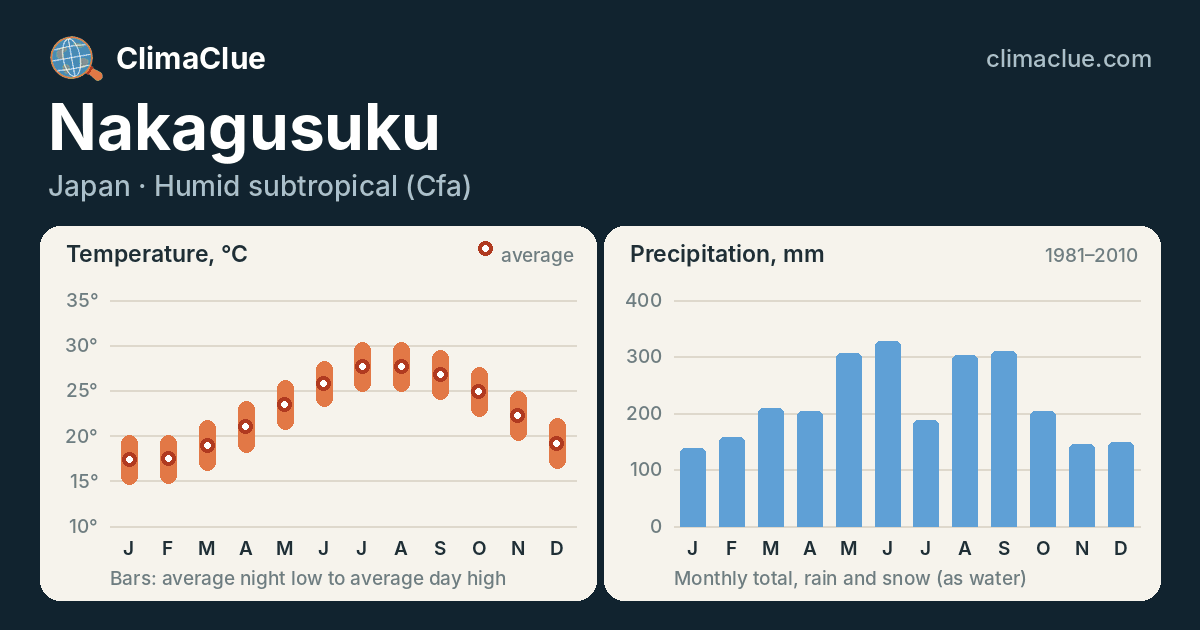 ClimaClue
climaclue.com
Nakagusuku
Japan · Humid subtropical (Cfa)
Temperature, °C
average
35°
30°
25°
20°
15°
10°
J F M A M J J A S O N D
Bars: average night low to average day high
Precipitation, mm
1981–2010
400
300
200
100
0
J F M A M J J A S O N D
Monthly total, rain and snow (as water)